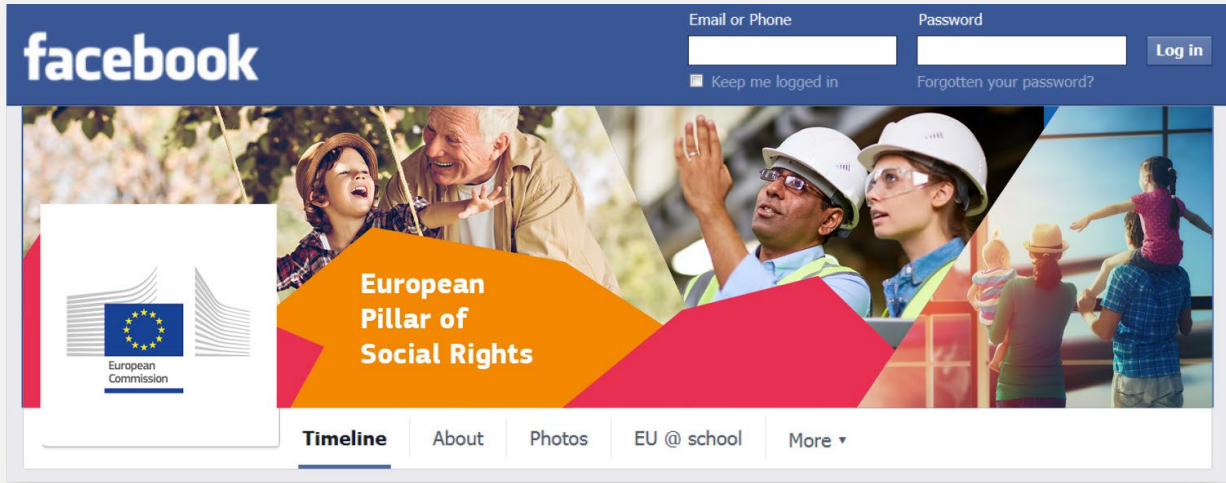 Email or Phone
Password
facebook
Log in
Keep me logged in
Forgotten your password?
European
Pillar of
Social Rights
European
Commission
Timeline
About
Photos
EU @ school
More